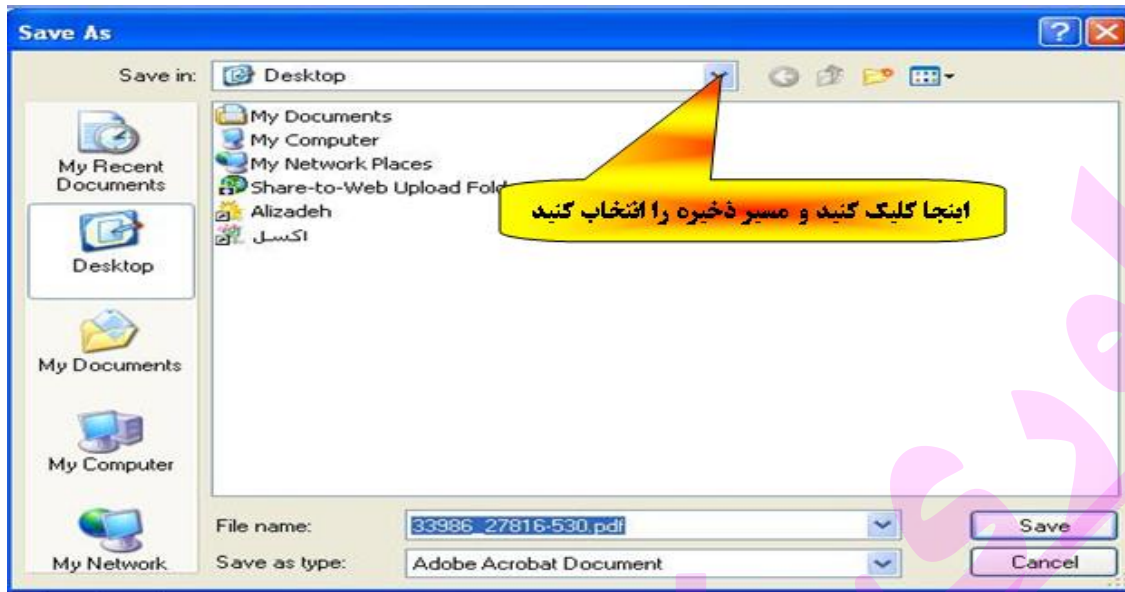 Save As
Save in:
Desktop
My Recent
Documents
Desktop
My Documents
My Computer
My Network
My Documents
My Computer
My Network Places
Share-to-Web Upload Fold
Alizadeh
اکسل
اینجا کلیک کنید و مسیر ذخیره را انتخاب کنید
File name:
33986_27816-530.pdf
Save
Save as type:
Adobe Acrobat Document
Cancel